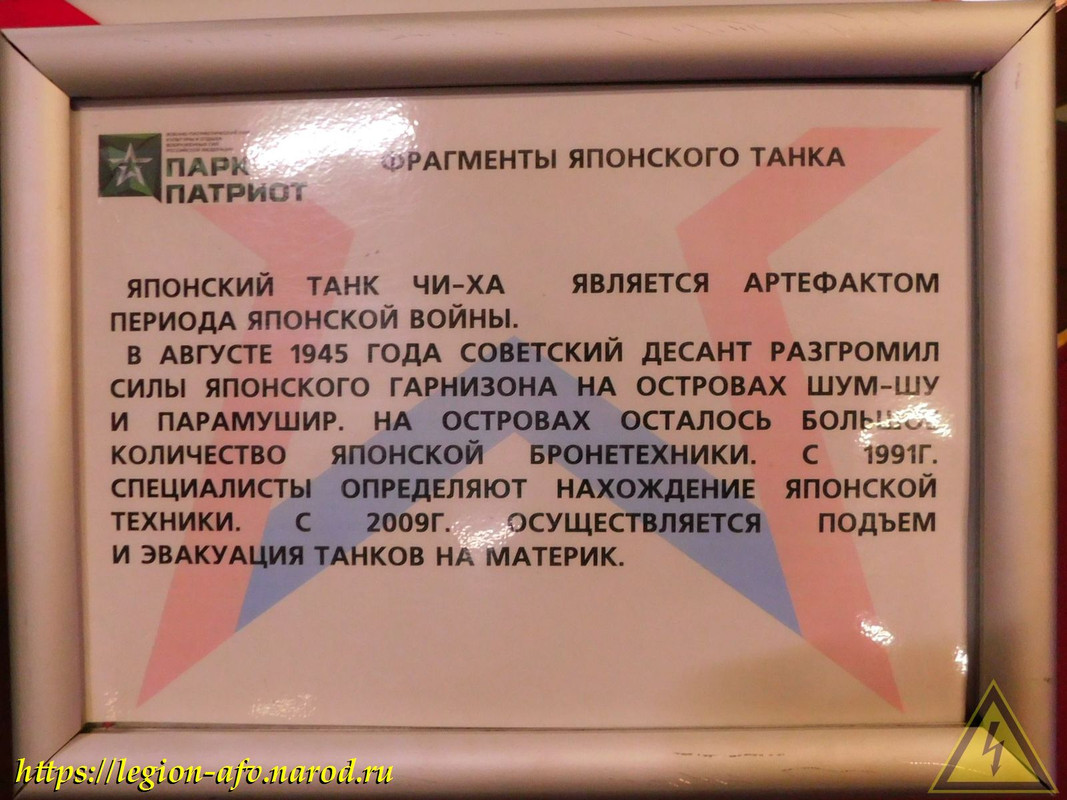 ПАРК
ПАТРИОТ
ФРАГМЕНТЫ ЯПОНСКОГО ТАНКА
ЯПОНСКИЙ ТАНК ЧИ-ХА ЯВЛЯЕТСЯ АРТЕФАКТОМ
ПЕРИОДА ЯПОНСКОЙ ВОЙНЫ.
В АВГУСТЕ 1945 ГОДА СОВЕТСКИЙ ДЕСАНТ РАЗГРОМИЛ
СИЛЫ ЯПОНСКОГО ГАРНИЗОНА НА ОСТРОВАХ ШУМ-ШУ
И ПАРАМУШИР. НА ОСТРОВАХ ОСТАЛОСЬ БОЛЬШОЕ
КОЛИЧЕСТВО ЯПОНСКОЙ БРОНЕТЕХНИКИ. С 1991Г.
СПЕЦИАЛИСТЫ ОПРЕДЕЛЯЮТ НАХОЖДЕНИЕ ЯПОНСКОЙ
ТЕХНИКИ. С 2009Г. ОСУЩЕСТВЛЯЕТСЯ ПОДЪЕМ
И ЭВАКУАЦИЯ ТАНКОВ НА МАТЕРИК.
https://legion-afv.narod.ru